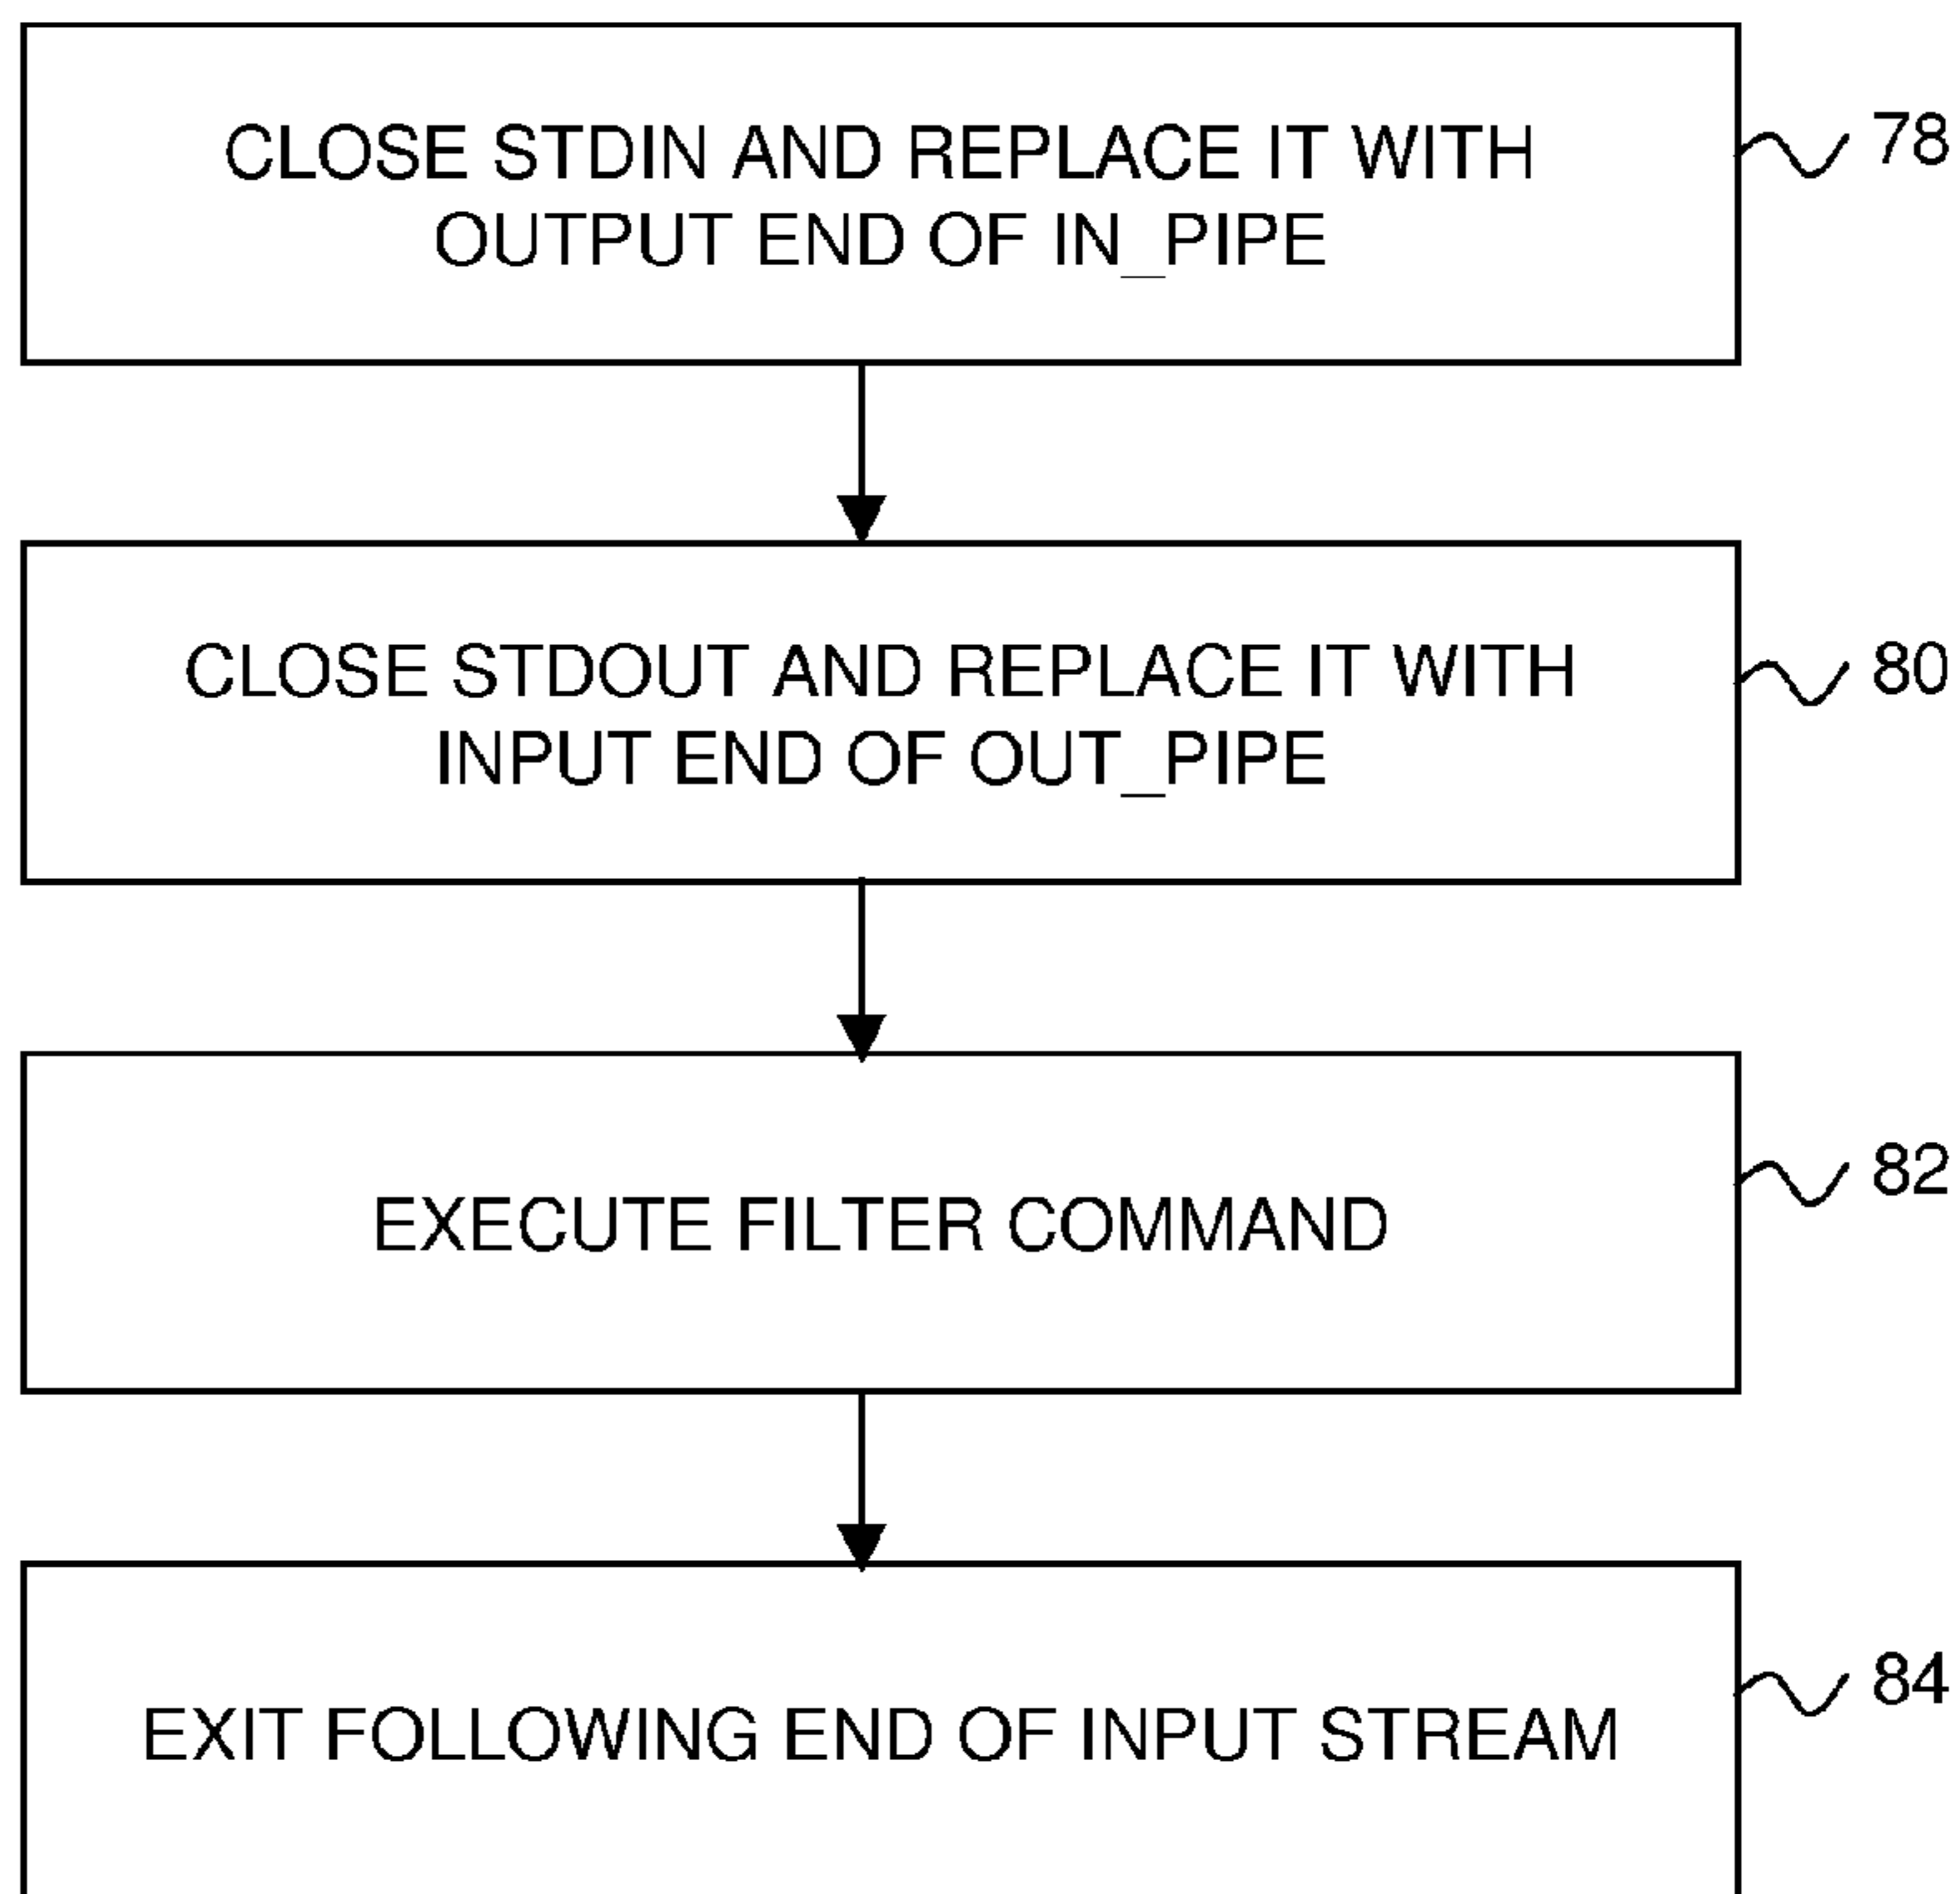 CLOSE STDIN AND REPLACE IT WITH
OUTPUT END OF IN_PIPE
78
CLOSE STDOUT AND REPLACE IT WITH
INPUT END OF OUT_PIPE
80
EXECUTE FILTER COMMAND
82
EXIT FOLLOWING END OF INPUT STREAM
84